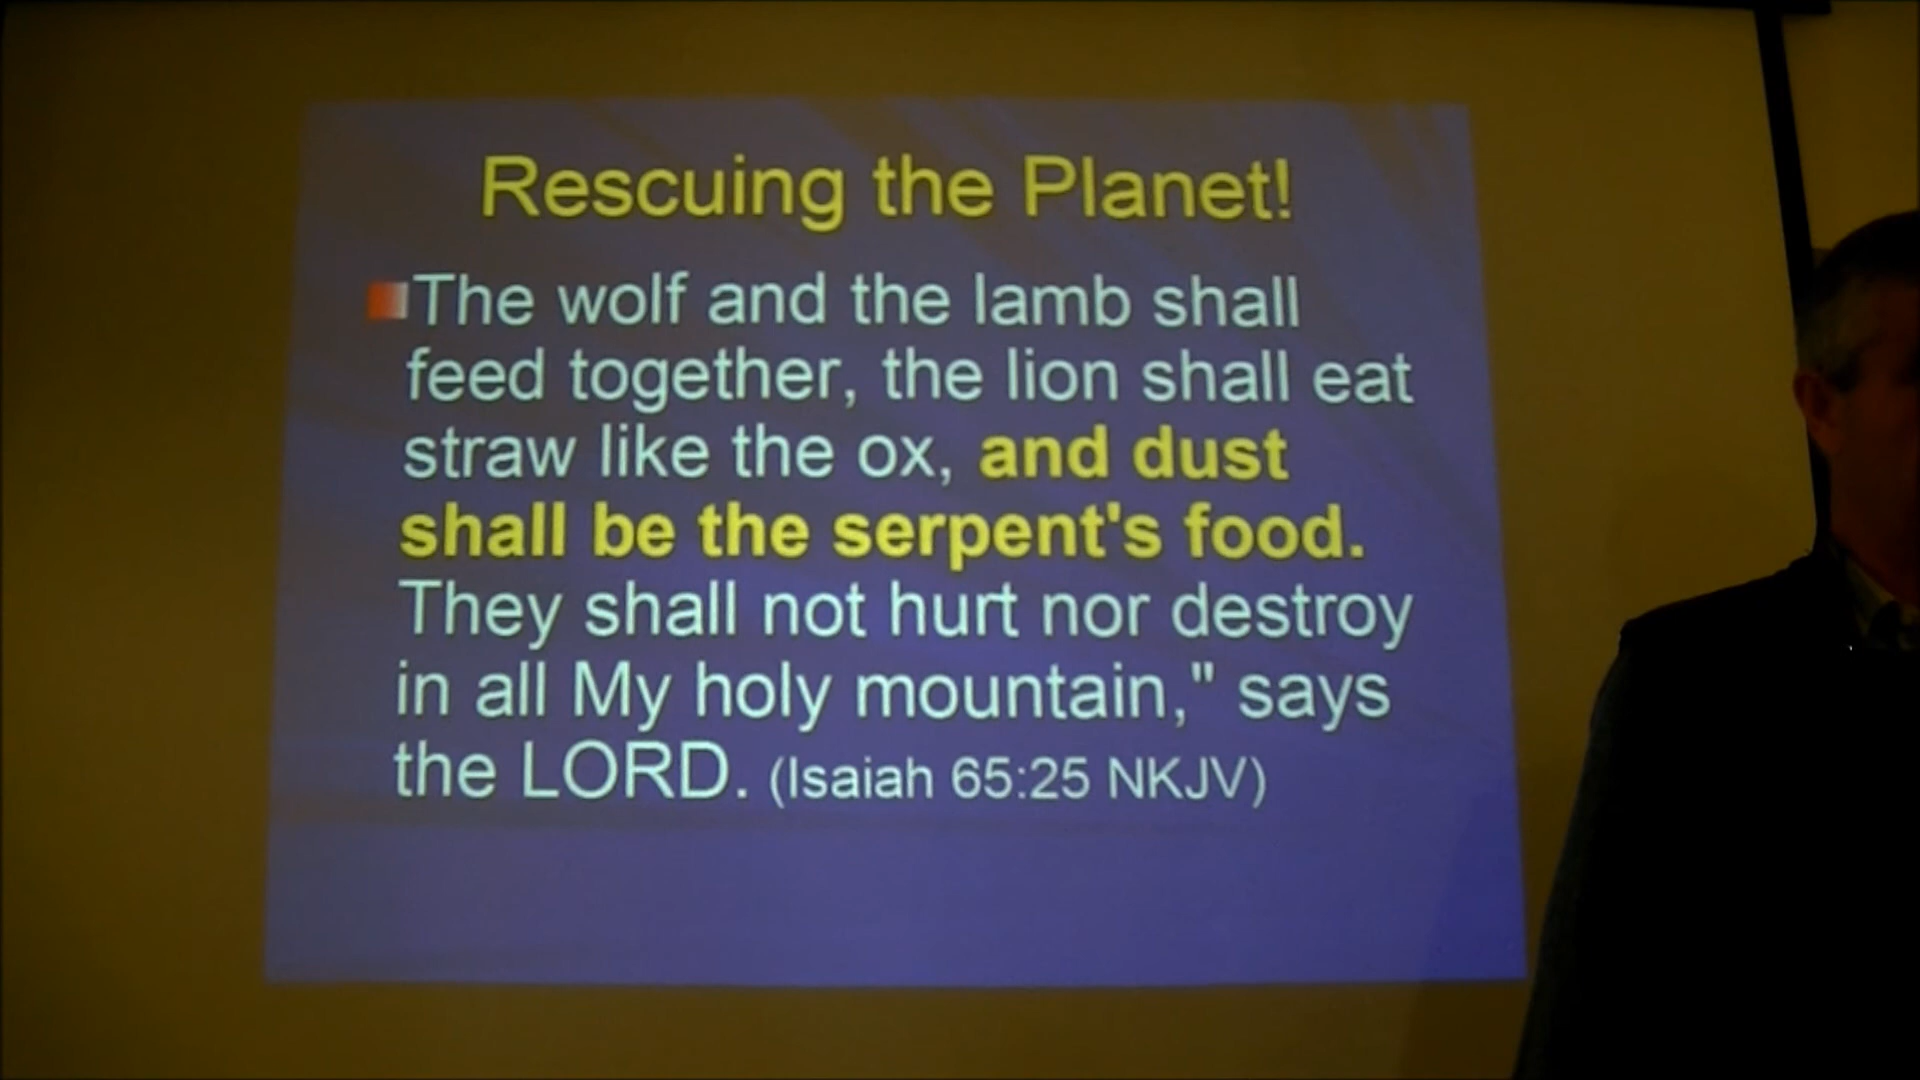 Rescuing the Planet!
The wolf and the lamb shall
feed together, the lion shall eat
straw like the ox, and dust
shall be the serpent's food.
They shall not hurt nor destroy
in all My holy mountain," says
the LORD. (Isaiah 65:25 NKJV)